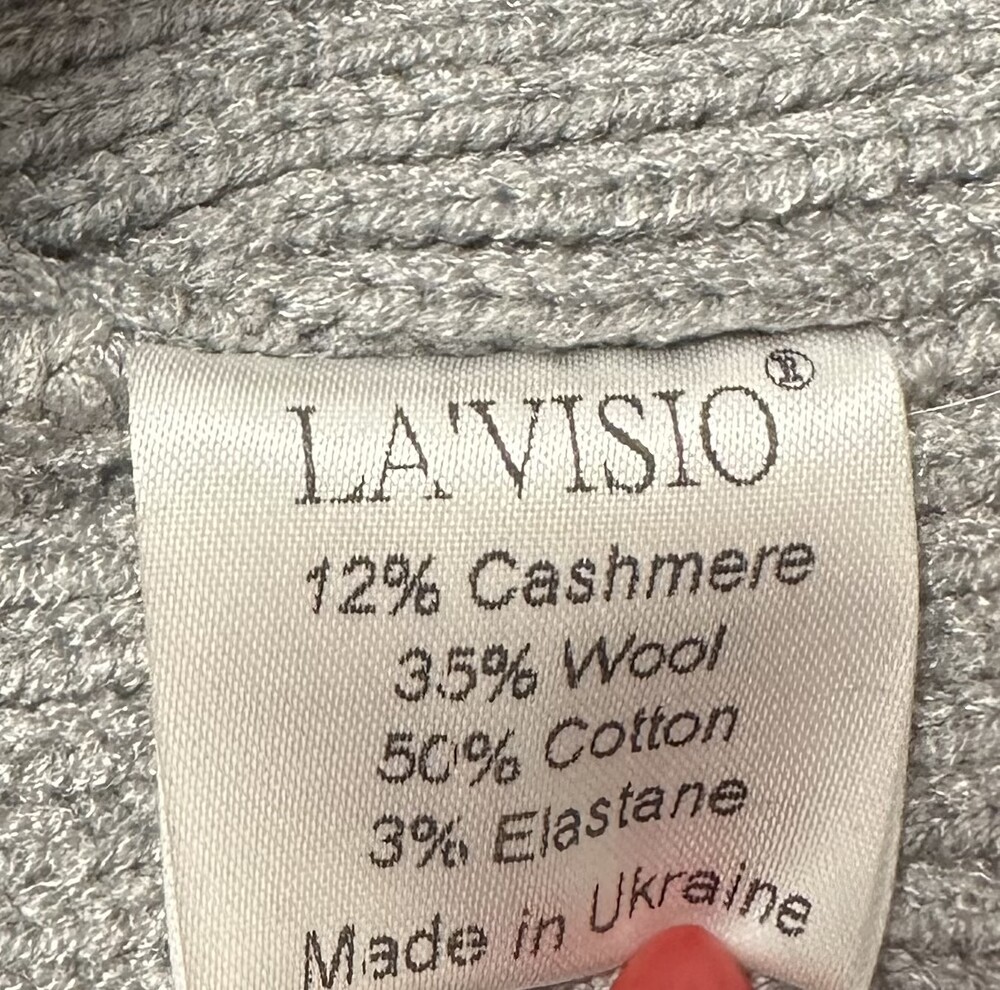 LA'VISIO®
12% Cashmere
35% Wool
50% Cotton
3% Elastane
Made in Ukraine